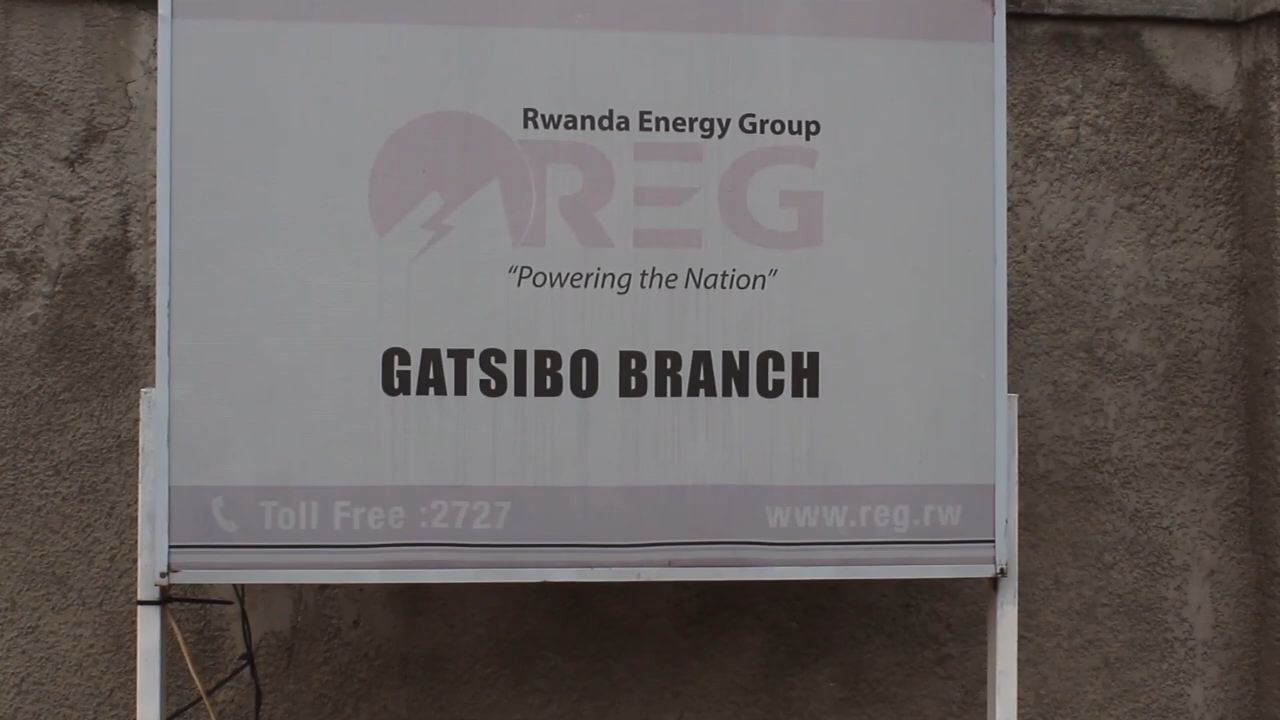 Rwanda Energy Group
REG
“Powering the Nation”
GATSIBO BRANCH
Toll Free :2727
www.reg.rw